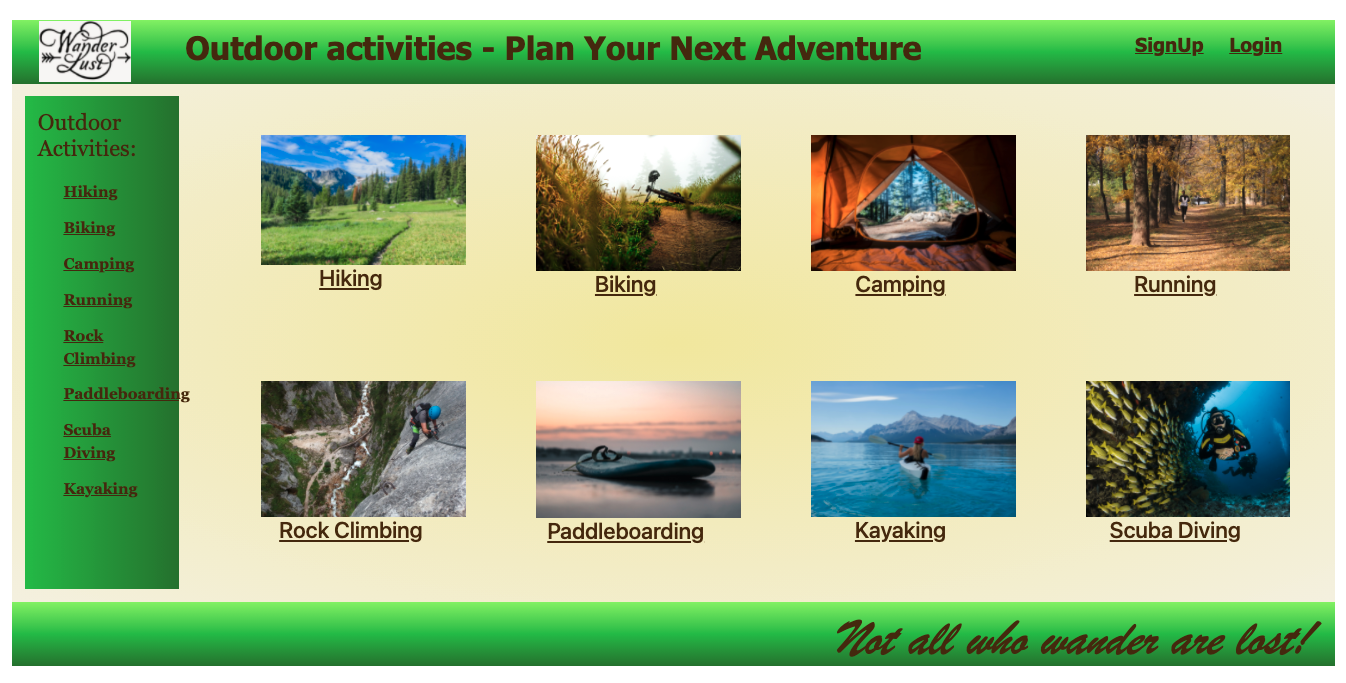 Wander
Lust
Outdoor activities - Plan Your Next Adventure
SignUp Login
Outdoor
Activities:
Hiking
Biking
Camping
Running
Rock
Climbing
Paddleboarding
Scuba
Diving
Kayaking
Hiking
Biking
Camping
Running
Rock Climbing
Paddleboarding
Kayaking
Scuba Diving
Not all who wander are lost!